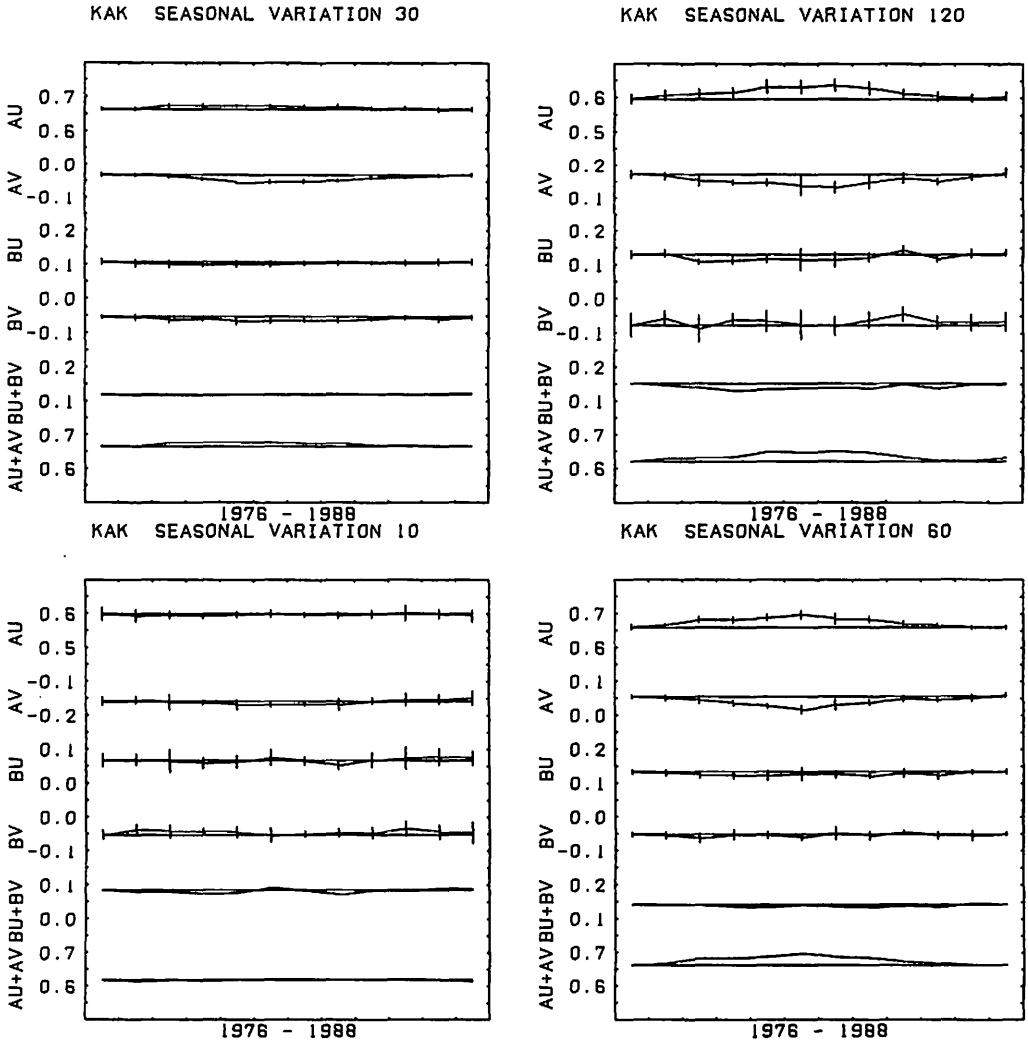 KAK SEASONAL VARIATION 30
AU 0.7
0.6
AV 0.0
-0.1
BU 0.2
0.1
BV 0.0
-0.1
BU+BV 0.2
0.1
AU+AV 0.7
0.6
1976 - 1988
KAK SEASONAL VARIATION 120
AU 0.6
0.5
AV 0.2
0.1
BU 0.2
0.1
BV 0.0
-0.1
BU+BV 0.2
0.1
AU+AV 0.7
0.6
1976 - 1988
KAK SEASONAL VARIATION 10
AU 0.6
0.5
AV -0.1
-0.2
BU 0.1
0.0
BV 0.0
-0.1
BU+BV 0.1
0.0
AU+AV 0.7
0.6
1976 - 1988
KAK SEASONAL VARIATION 60
AU 0.7
0.6
AV 0.1
0.0
BU 0.2
0.1
BV 0.0
-0.1
BU+BV 0.2
0.1
AU+AV 0.7
0.6
1976 - 1988